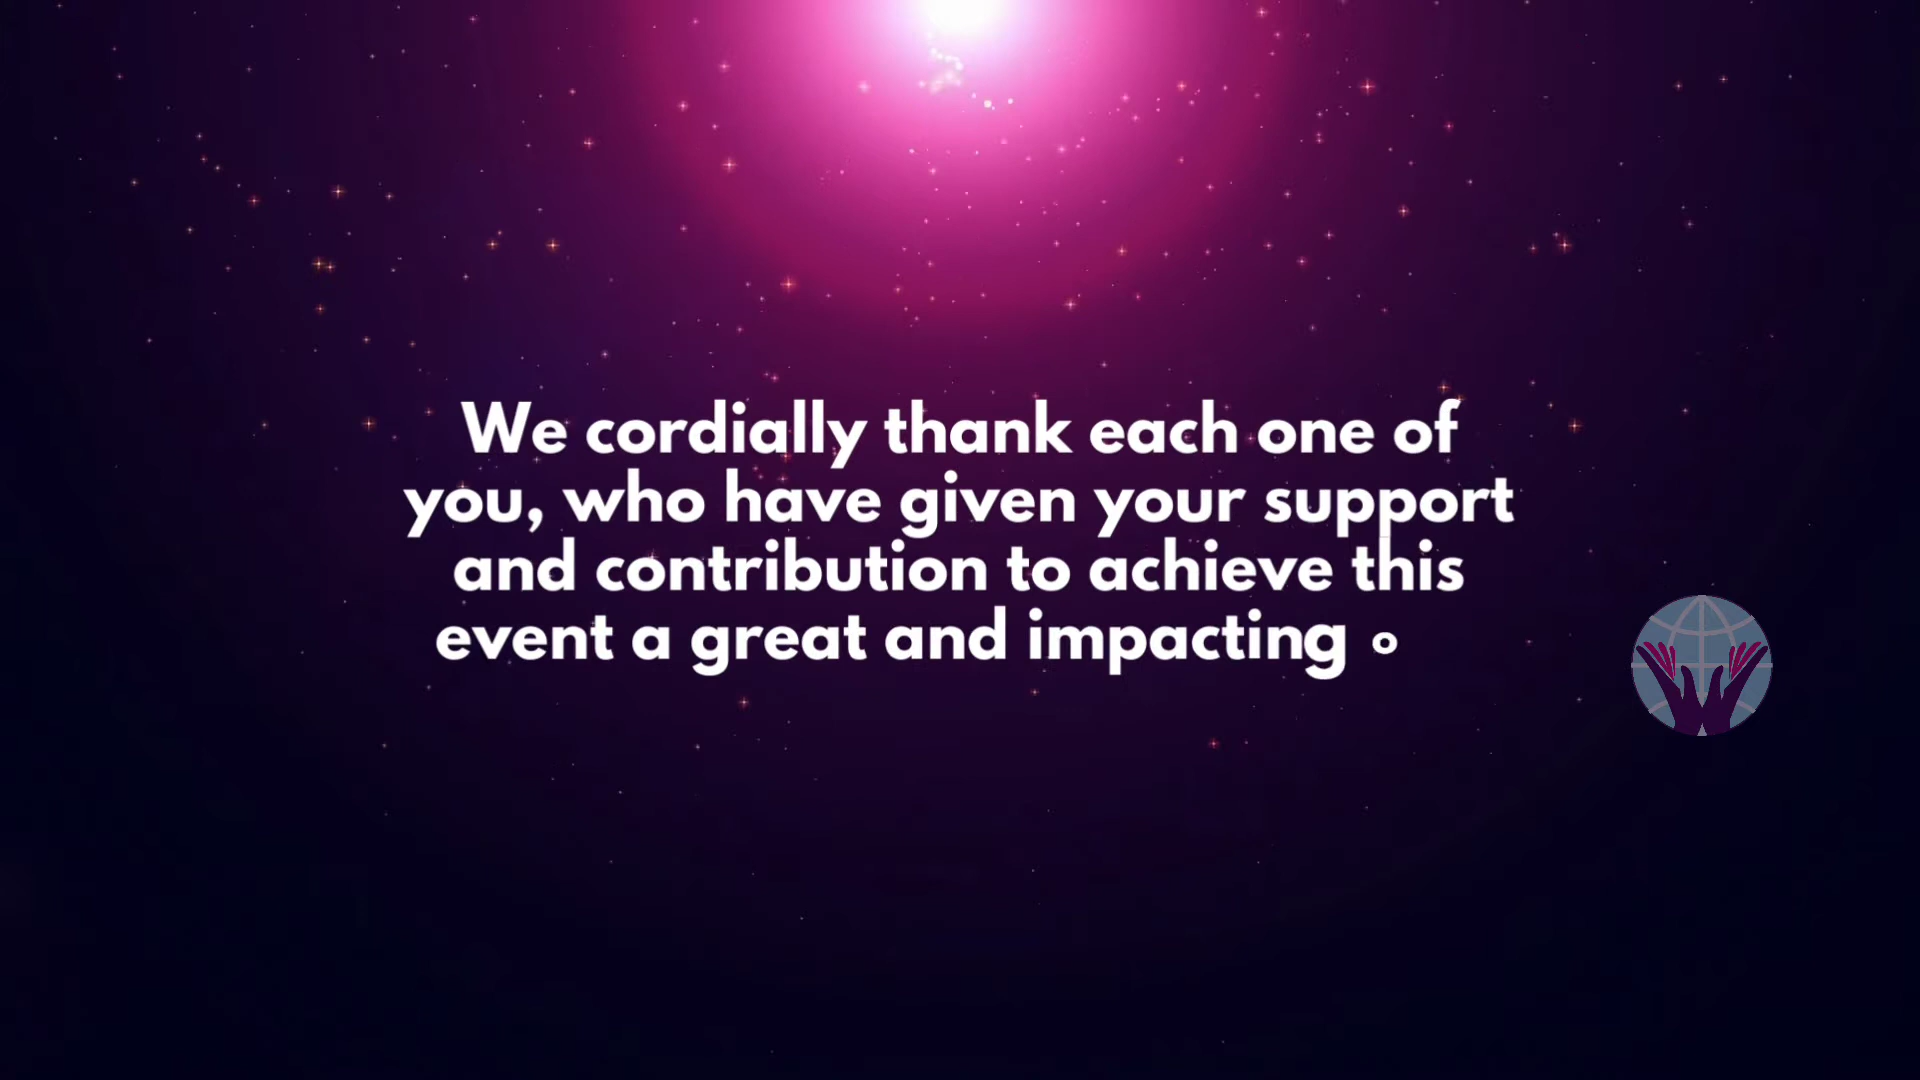 We cordially thank each one of
you, who have given your support
and contribution to achieve this
event a great and impacting o